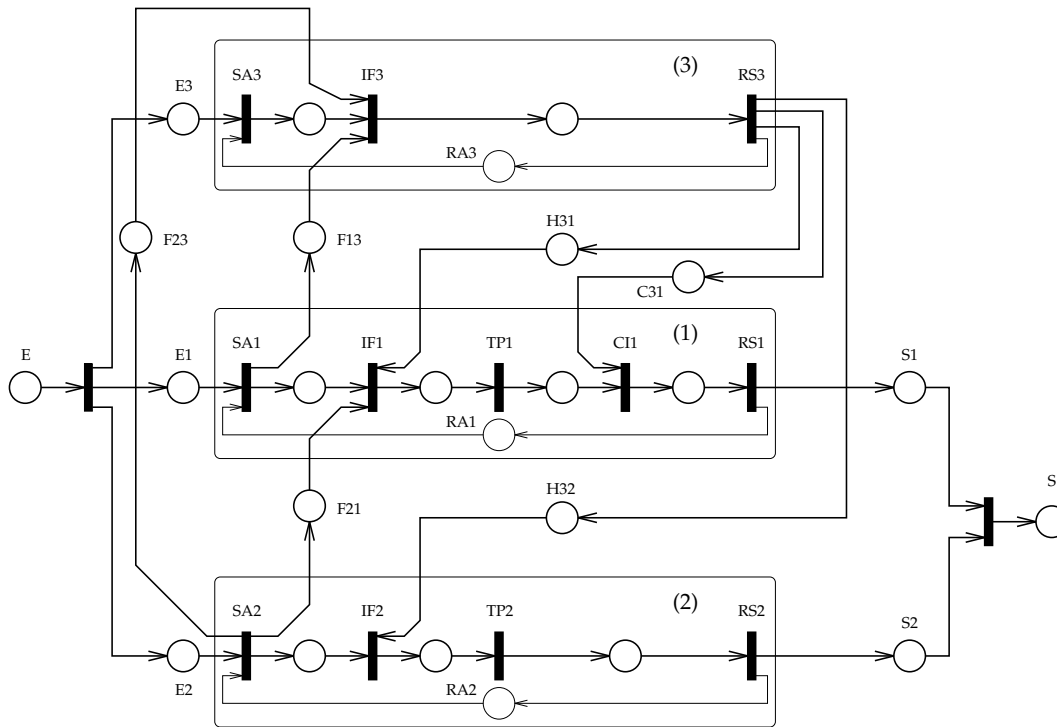 (3)
SA3
IF3
RS3
E3
RA3
F23
F13
H31
C31
(1)
E
E1
SA1
IF1
TP1
CI1
RS1
S1
RA1
F21
H32
S
(2)
SA2
IF2
TP2
RS2
S2
E2
RA2